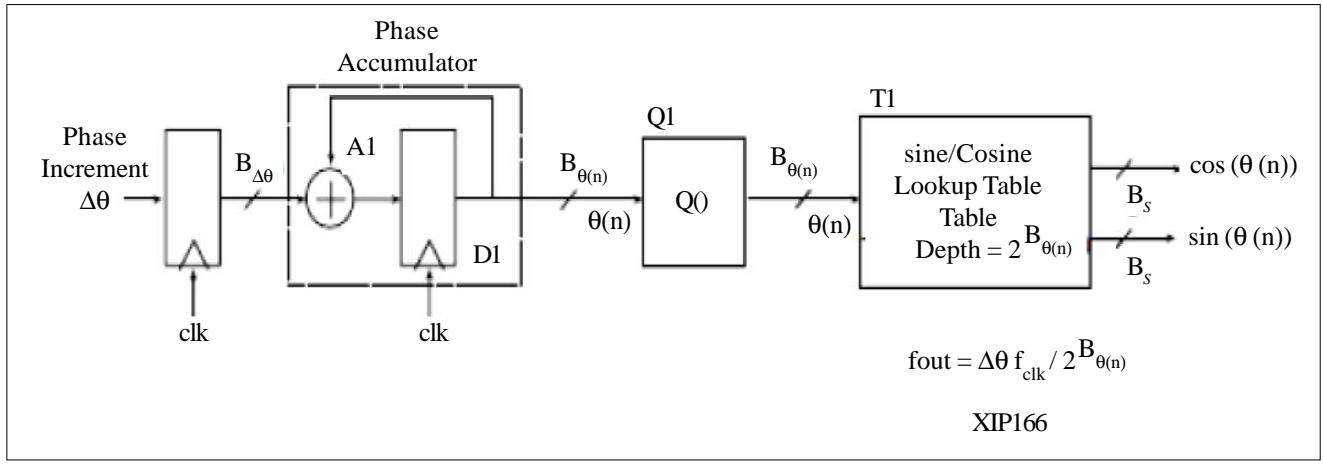 Phase
Accumulator
Phase
Increment
Δθ
clk
B_Δθ
A1
D1
clk
B_θ(n)
θ(n)
Q1
Q()
B_θ(n)
θ(n)
T1
sine/Cosine
Lookup Table
Table
Depth = 2^B_θ(n)
B_S
cos (θ (n))
B_S
sin (θ (n))
fout = Δθ f_clk / 2^B_θ(n)
XIP166